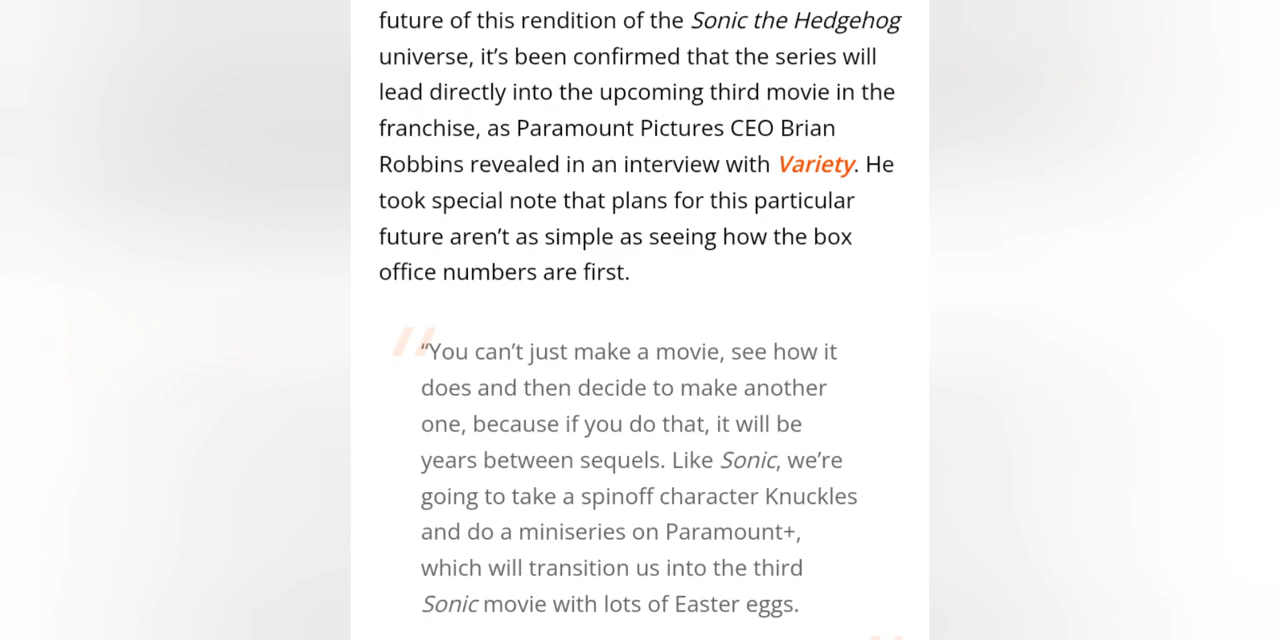 future of this rendition of the Sonic the Hedgehog
universe, it’s been confirmed that the series will
lead directly into the upcoming third movie in the
franchise, as Paramount Pictures CEO Brian
Robbins revealed in an interview with Variety. He
took special note that plans for this particular
future aren’t as simple as seeing how the box
office numbers are first.
“You can’t just make a movie, see how it
does and then decide to make another
one, because if you do that, it will be
years between sequels. Like Sonic, we’re
going to take a spinoff character Knuckles
and do a miniseries on Paramount+,
which will transition us into the third
Sonic movie with lots of Easter eggs.